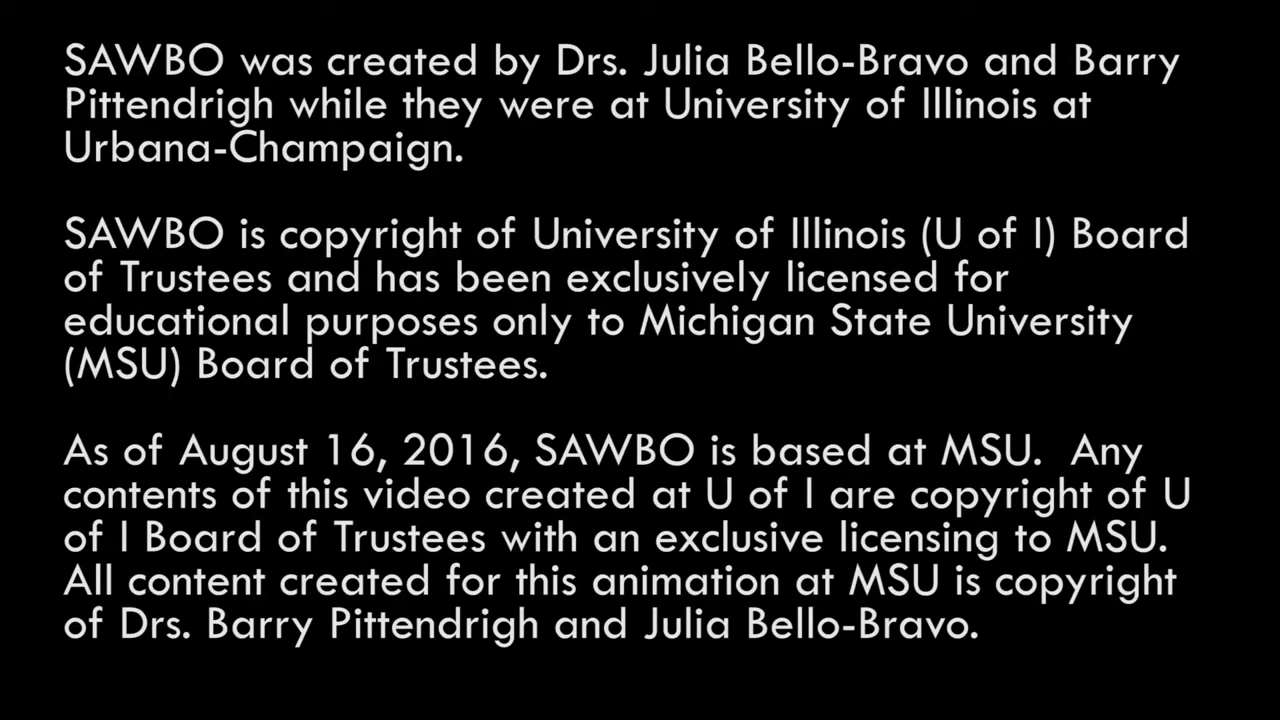 SAWBO was created by Drs. Julia Bello-Bravo and Barry
Pittendrigh while they were at University of Illinois at
Urbana-Champaign.
SAWBO is copyright of University of Illinois (U of I) Board
of Trustees and has been exclusively licensed for
educational purposes only to Michigan State University
(MSU) Board of Trustees.
As of August 16, 2016, SAWBO is based at MSU.  Any
contents of this video created at U of I are copyright of U
of I Board of Trustees with an exclusive licensing to MSU.
All content created for this animation at MSU is copyright
of Drs. Barry Pittendrigh and Julia Bello-Bravo.